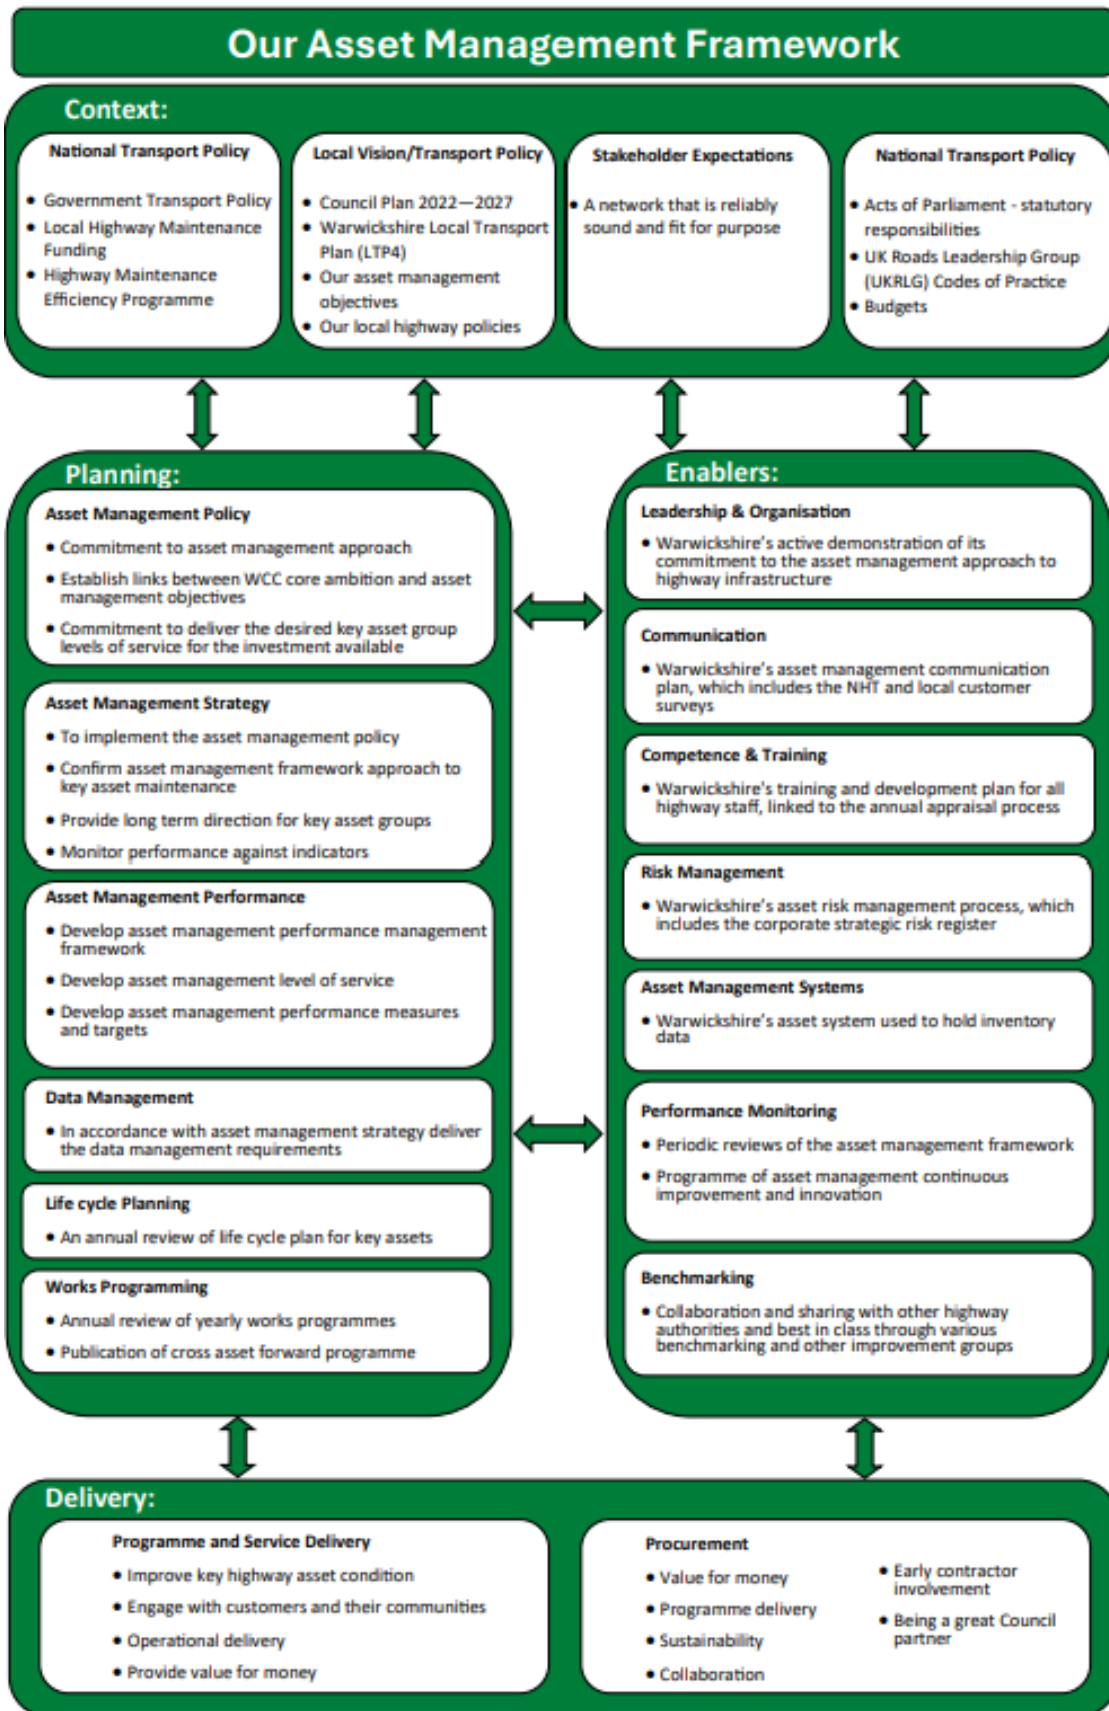 Our Asset Management Framework
Context:
National Transport Policy
• Government Transport Policy
• Local Highway Maintenance
Funding
• Highway Maintenance
Efficiency Programme
Local Vision/Transport Policy
• Council Plan 2022—2027
• Warwickshire Local Transport
Plan (LTP4)
• Our asset management
objectives
• Our local highway policies
Stakeholder Expectations
• A network that is reliably
sound and fit for purpose
National Transport Policy
• Acts of Parliament - statutory
responsibilities
• UK Roads Leadership Group
(UKRLG) Codes of Practice
• Budgets
Planning:
Asset Management Policy
• Commitment to asset management approach
• Establish links between WCC core ambition and asset
management objectives
• Commitment to deliver the desired key asset group
levels of service for the investment available
Asset Management Strategy
• To implement the asset management policy
• Confirm asset management framework approach to
key asset maintenance
• Provide long term direction for key asset groups
• Monitor performance against indicators
Asset Management Performance
• Develop asset management performance management
framework
• Develop asset management level of service
• Develop asset management performance measures
and targets
Data Management
• In accordance with asset management strategy deliver
the data management requirements
Life cycle Planning
• An annual review of life cycle plan for key assets
Works Programming
• Annual review of yearly works programmes
• Publication of cross asset forward programme
Enablers:
Leadership & Organisation
• Warwickshire's active demonstration of its
commitment to the asset management approach to
highway infrastructure
Communication
• Warwickshire's asset management communication
plan, which includes the NHT and local customer
surveys
Competence & Training
• Warwickshire's training and development plan for all
highway staff, linked to the annual appraisal process
Risk Management
• Warwickshire's asset risk management process, which
includes the corporate strategic risk register
Asset Management Systems
• Warwickshire's asset system used to hold inventory
data
Performance Monitoring
• Periodic reviews of the asset management framework
• Programme of asset management continuous
improvement and innovation
Benchmarking
• Collaboration and sharing with other highway
authorities and best in class through various
benchmarking and other improvement groups
Delivery:
Programme and Service Delivery
• Improve key highway asset condition
• Engage with customers and their communities
• Operational delivery
• Provide value for money
Procurement
• Value for money
• Programme delivery
• Sustainability
• Collaboration
• Early contractor
involvement
• Being a great Council
partner